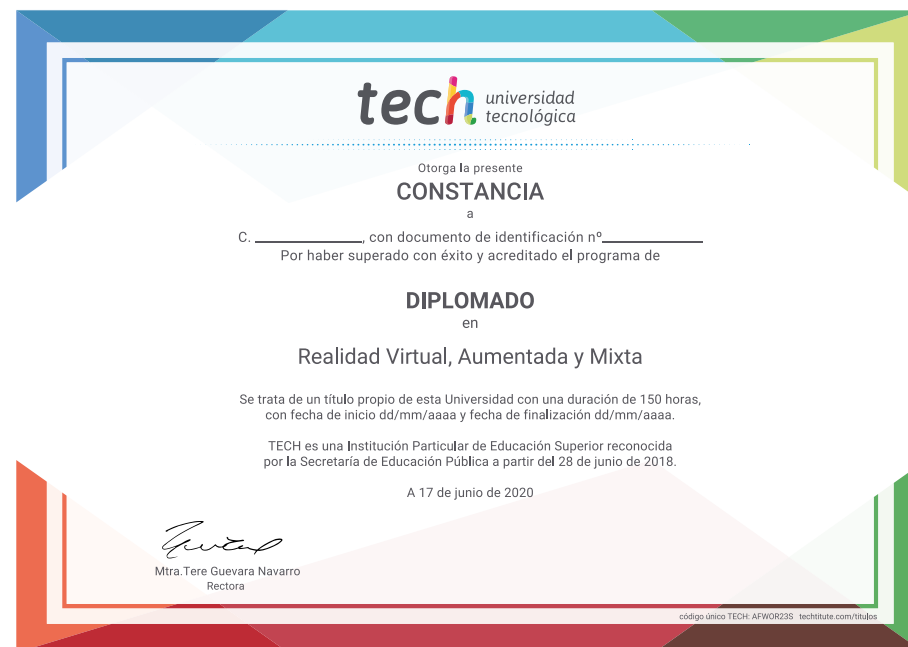 tech universidad
tecnológica
Otorga la presente
CONSTANCIA
a
C. ____________, con documento de identificación nº____________
Por haber superado con éxito y acreditado el programa de
DIPLOMADO
en
Realidad Virtual, Aumentada y Mixta
Se trata de un título propio de esta Universidad con una duración de 150 horas,
con fecha de inicio dd/mm/aaaa y fecha de finalización dd/mm/aaaa.
TECH es una Institución Particular de Educación Superior reconocida
por la Secretaría de Educación Pública a partir del 28 de junio de 2018.
A 17 de junio de 2020
Mtra.Tere Guevara Navarro
Rectora
código único TECH: AFWOR23S techtitute.com/titulos